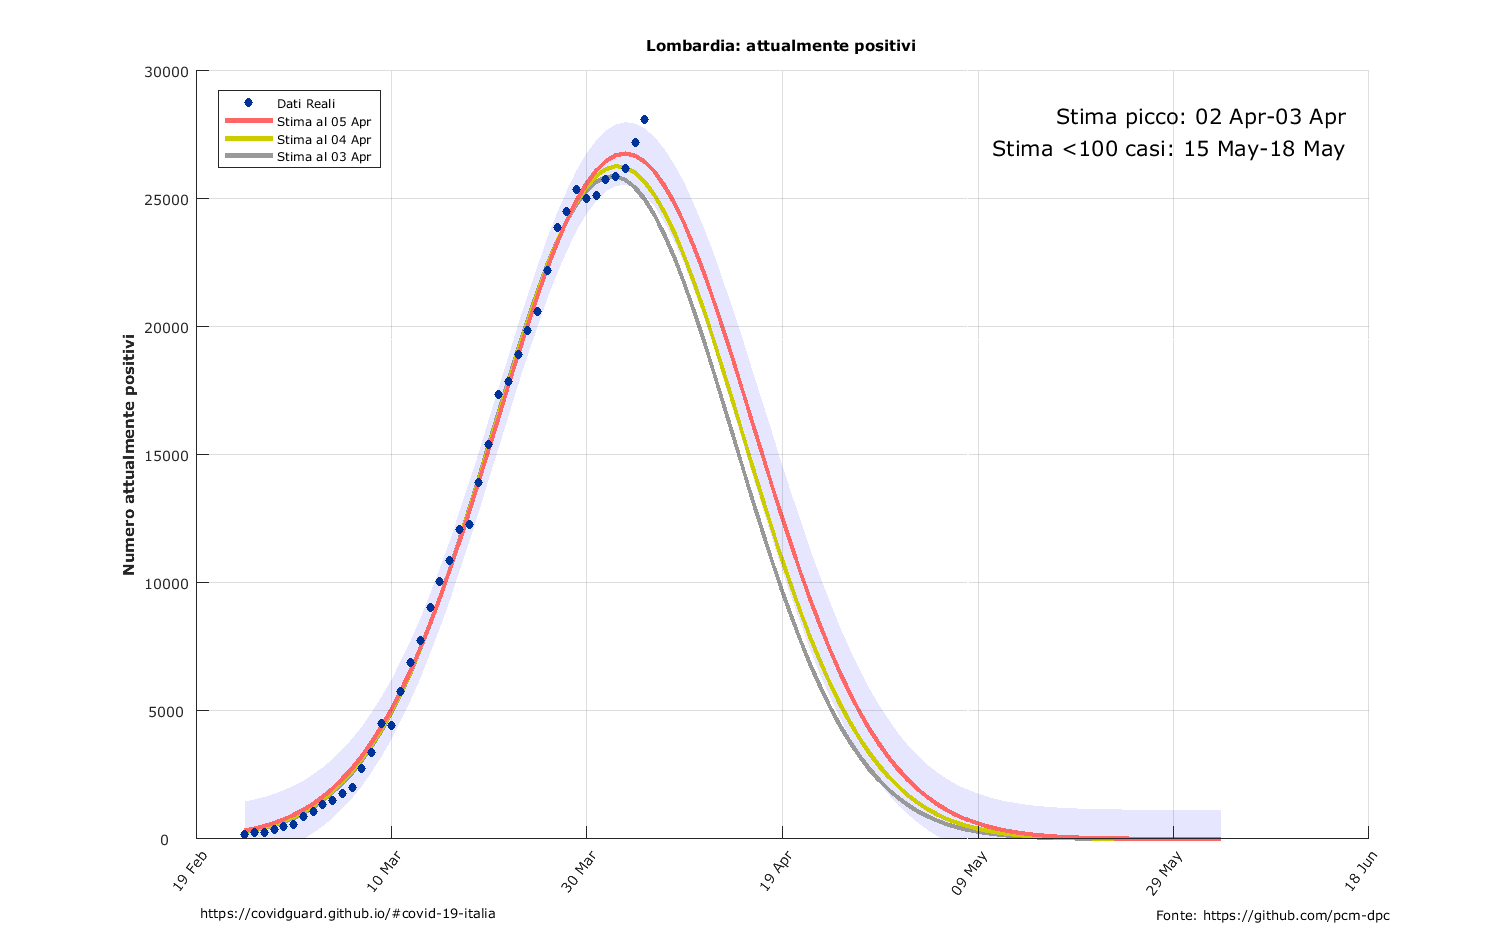 Lombardia: attualmente positivi
30000
25000
20000
15000
10000
5000
0
Numero attualmente positivi
Dati Reali
Stima al 05 Apr
Stima al 04 Apr
Stima al 03 Apr
Stima picco: 02 Apr-03 Apr
Stima <100 casi: 15 May-18 May
19 Feb
10 Mar
30 Mar
19 Apr
09 May
29 May
18 Jun
https://covidguard.github.io/#covid-19-italia
Fonte: https://github.com/pcm-dpc